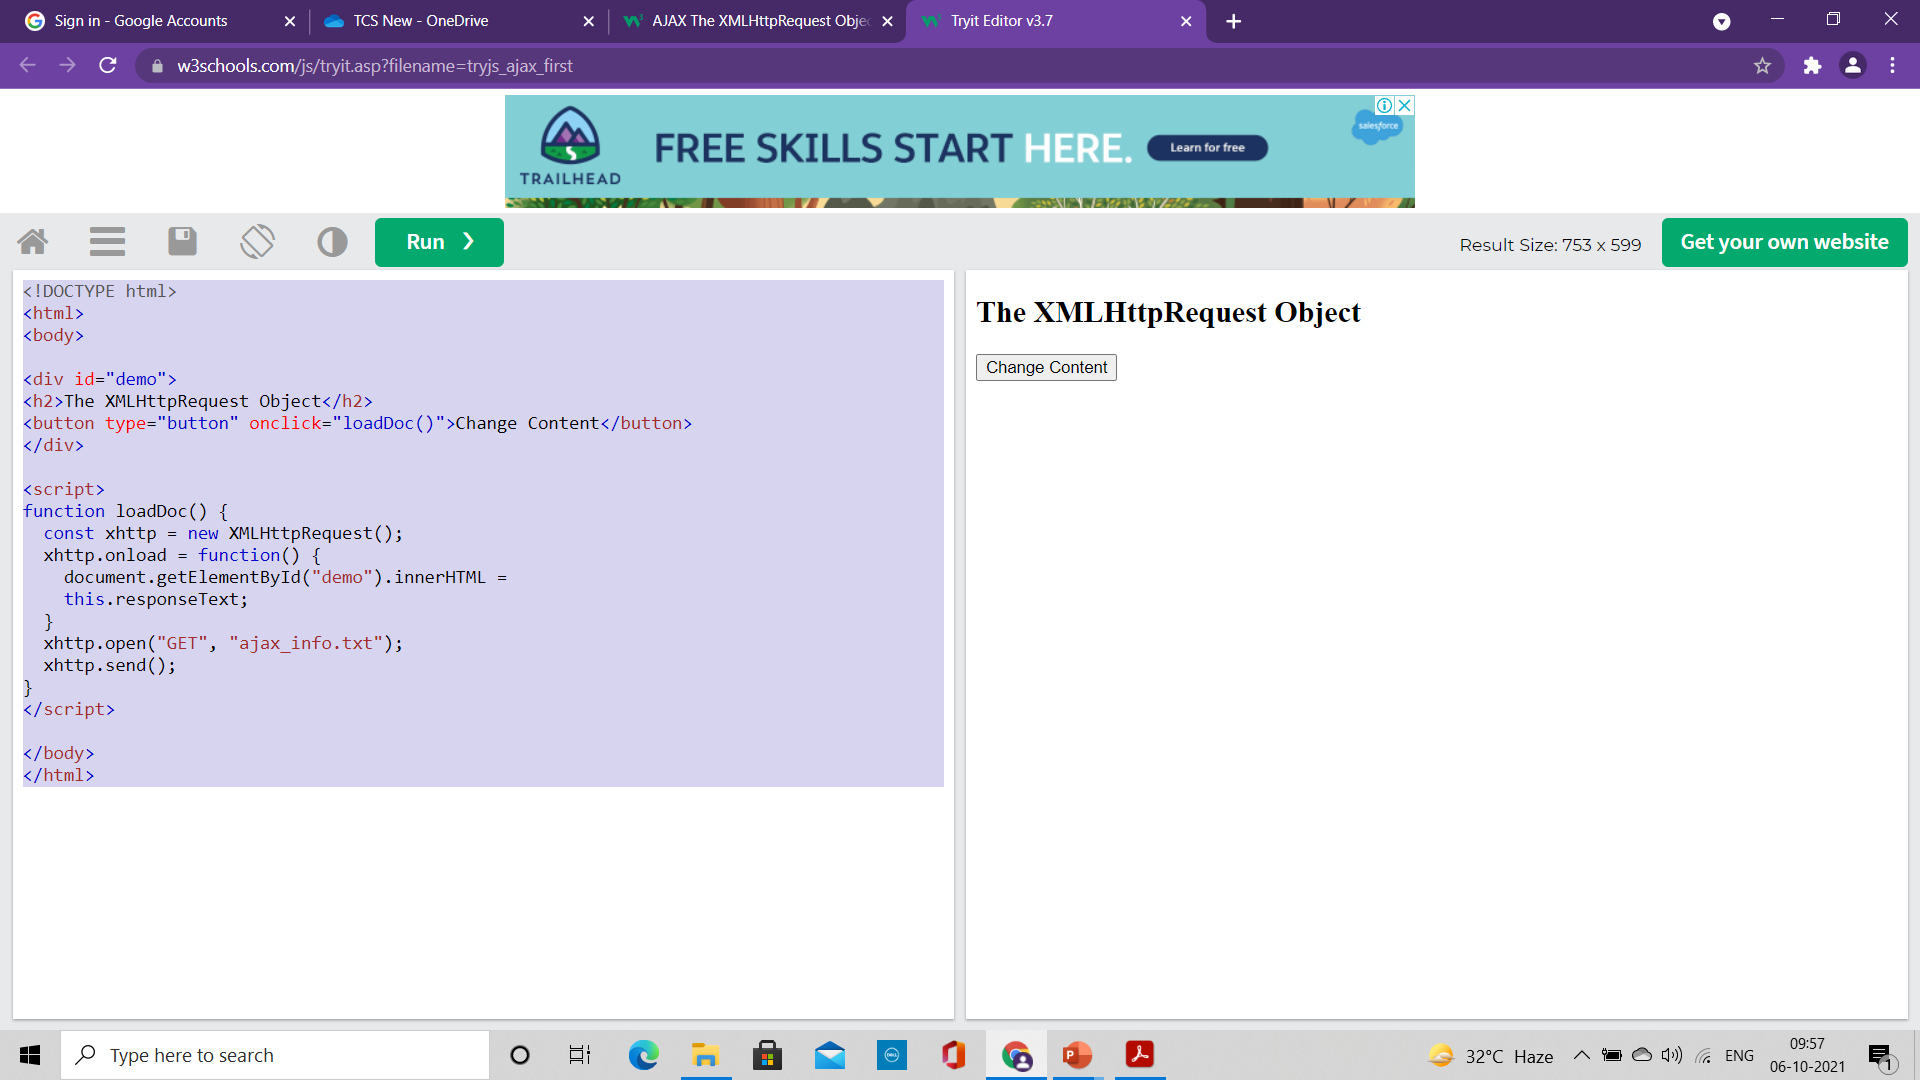 Sign in - Google Accounts
TCS New - OneDrive
AJAX The XMLHttpRequest Obje
Tryit Editor v3.7
w3schools.com/js/tryit.asp?filename=tryjs_ajax_first
TRAILHEAD
FREE SKILLS START HERE.
Learn for free
salesforce
Run ❯
Result Size: 753 x 599
Get your own website
<!DOCTYPE html>
<html>
<body>
<div id="demo">
<h2>The XMLHttpRequest Object</h2>
<button type="button" onclick="loadDoc()">Change Content</button>
</div>
<script>
function loadDoc() {
  const xhttp = new XMLHttpRequest();
  xhttp.onload = function() {
    document.getElementById("demo").innerHTML =
    this.responseText;
  }
  xhttp.open("GET", "ajax_info.txt");
  xhttp.send();
}
</script>
</body>
</html>
The XMLHttpRequest Object
Change Content
Type here to search
DELL
P
32°C Haze
ENG
09:57
06-10-2021
1